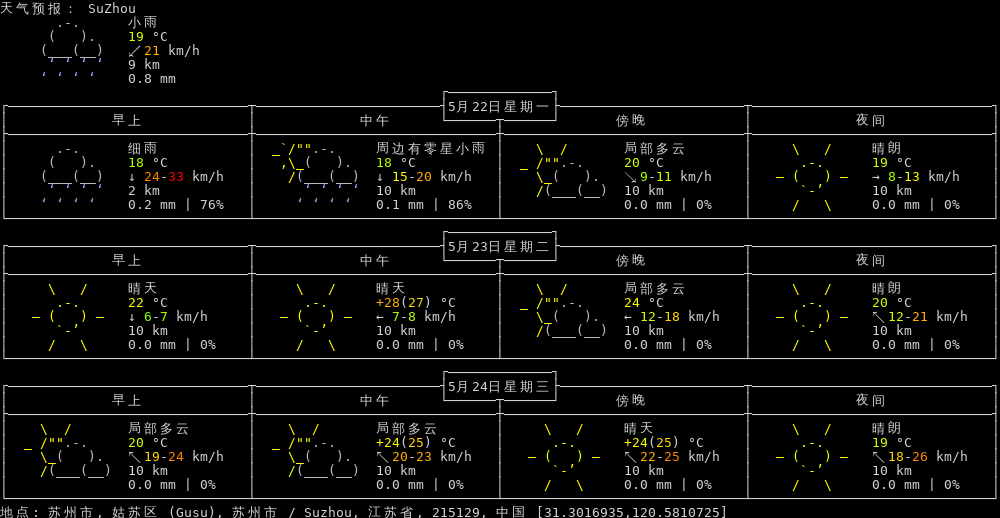 天气预报： SuZhou
小雨
19 °C
↙ 21 km/h
9 km
0.8 mm
5月22日星期一
早上 中午 傍晚 夜间
细雨 周边有零星小雨 局部多云 晴朗
18 °C 18 °C 20 °C 19 °C
↓ 24-33 km/h ↓ 15-20 km/h ↘ 9-11 km/h → 8-13 km/h
2 km 10 km 10 km 10 km
0.2 mm | 76% 0.1 mm | 86% 0.0 mm | 0% 0.0 mm | 0%
5月23日星期二
早上 中午 傍晚 夜间
晴天 晴天 局部多云 晴朗
22 °C +28(27) °C 24 °C 20 °C
↓ 6-7 km/h ← 7-8 km/h ← 12-18 km/h ↖ 12-21 km/h
10 km 10 km 10 km 10 km
0.0 mm | 0% 0.0 mm | 0% 0.0 mm | 0% 0.0 mm | 0%
5月24日星期三
早上 中午 傍晚 夜间
局部多云 局部多云 晴天 晴朗
20 °C +24(25) °C +24(25) °C 19 °C
↖ 19-24 km/h ↖ 20-23 km/h ↖ 22-25 km/h ↖ 18-26 km/h
10 km 10 km 10 km 10 km
0.0 mm | 0% 0.0 mm | 0% 0.0 mm | 0% 0.0 mm | 0%
地点: 苏州市, 姑苏区 (Gusu), 苏州市 / Suzhou, 江苏省, 215129, 中国 [31.3016935,120.5810725]